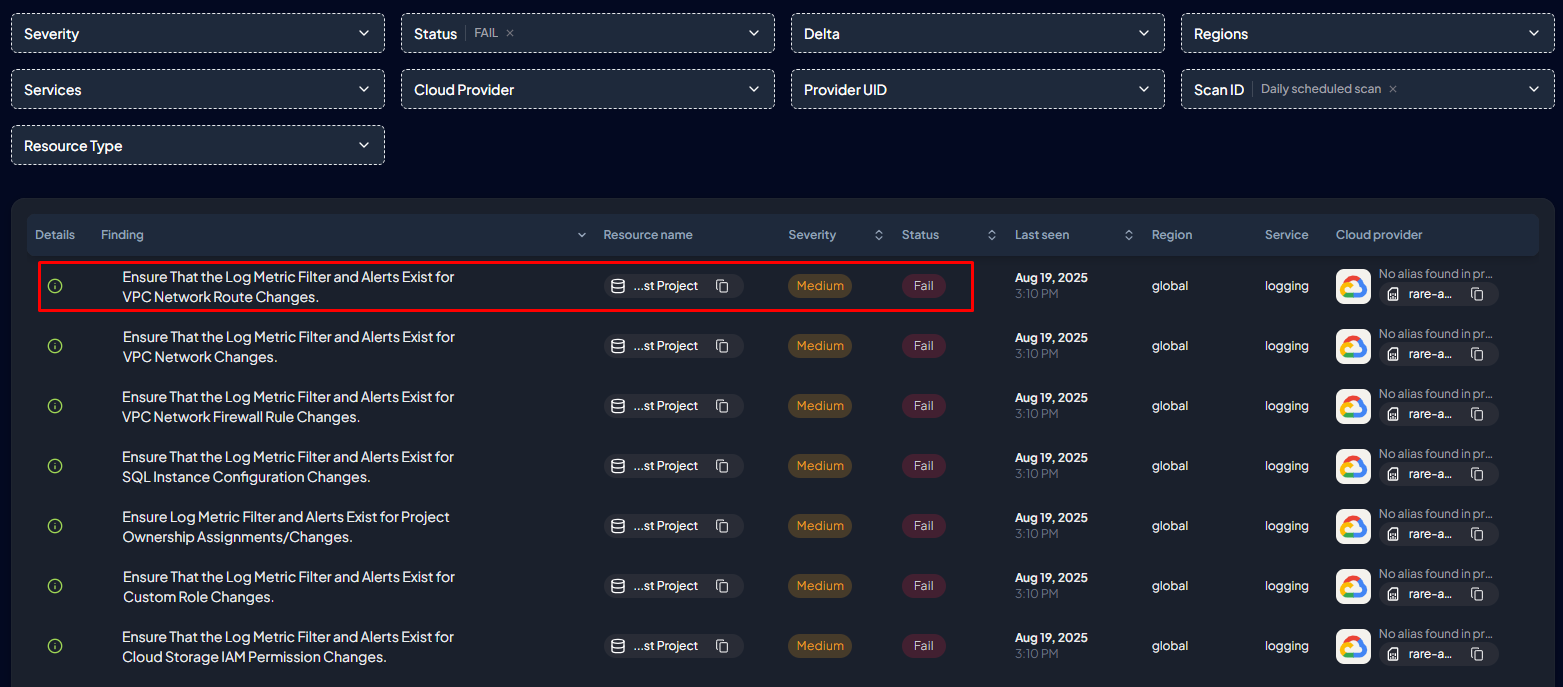 Severity
Status FAIL ×
Delta
Regions
Services
Cloud Provider
Provider UID
Scan ID Daily scheduled scan ×
Resource Type
Details Finding Resource name Severity Status Last seen Region Service Cloud provider
Ensure That the Log Metric Filter and Alerts Exist for
VPC Network Route Changes.
...st Project Medium Fail
Aug 19, 2025
3:10 PM
global logging
No alias found in pr...
rare-a...
Ensure That the Log Metric Filter and Alerts Exist for
VPC Network Changes.
...st Project Medium Fail
Aug 19, 2025
3:10 PM
global logging
No alias found in pr...
rare-a...
Ensure That the Log Metric Filter and Alerts Exist for
VPC Network Firewall Rule Changes.
...st Project Medium Fail
Aug 19, 2025
3:10 PM
global logging
No alias found in pr...
rare-a...
Ensure That the Log Metric Filter and Alerts Exist for
SQL Instance Configuration Changes.
...st Project Medium Fail
Aug 19, 2025
3:10 PM
global logging
No alias found in pr...
rare-a...
Ensure Log Metric Filter and Alerts Exist for Project
Ownership Assignments/Changes.
...st Project Medium Fail
Aug 19, 2025
3:10 PM
global logging
No alias found in pr...
rare-a...
Ensure That the Log Metric Filter and Alerts Exist for
Custom Role Changes.
...st Project Medium Fail
Aug 19, 2025
3:10 PM
global logging
No alias found in pr...
rare-a...
Ensure That the Log Metric Filter and Alerts Exist for
Cloud Storage IAM Permission Changes.
...st Project Medium Fail
Aug 19, 2025
3:10 PM
global logging
No alias found in pr...
rare-a...